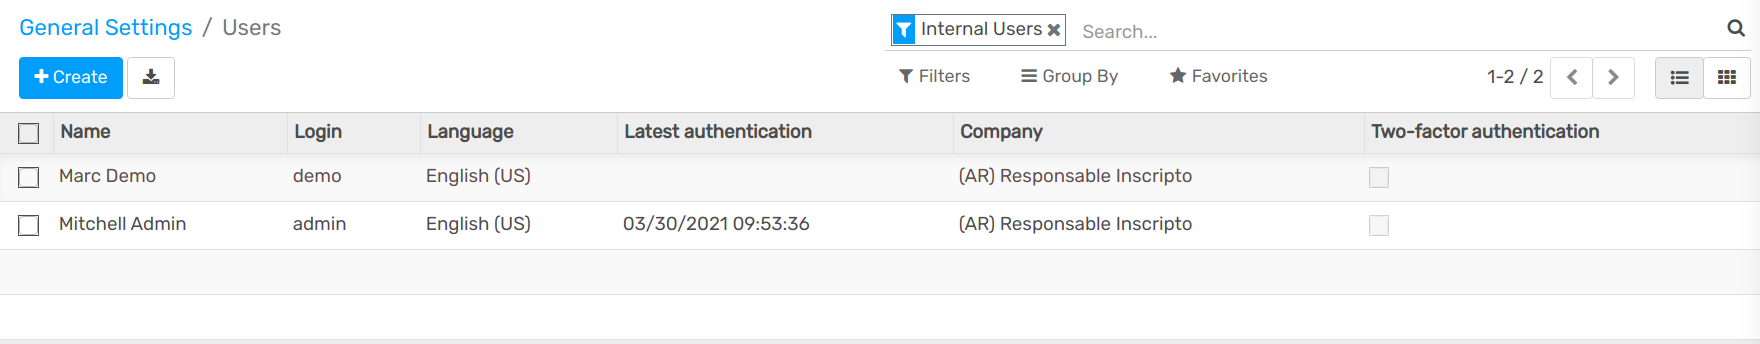 General Settings / Users
Internal Users Search...
Create
Filters Group By Favorites 1-2 / 2
Name Login Language Latest authentication Company Two-factor authentication
Marc Demo demo English (US) (AR) Responsable Inscripto
Mitchell Admin admin English (US) 03/30/2021 09:53:36 (AR) Responsable Inscripto